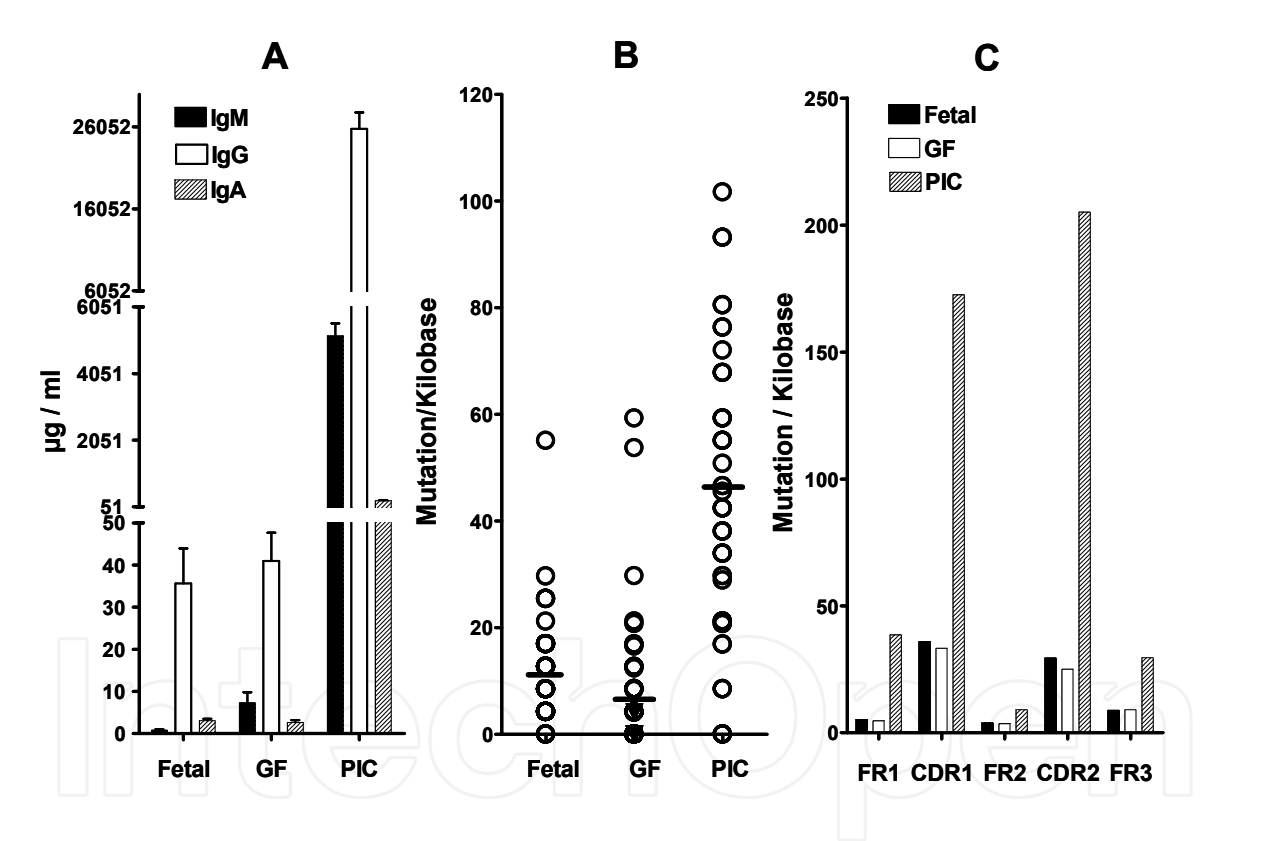 A
IgM
IgG
IgA
26052
16052
6052
6051
4051
2051
51
50
40
30
20
10
0
µg / ml
Fetal GF PIC
B
120
100
80
60
40
20
0
Mutation/Kilobase
Fetal GF PIC
C
Fetal
GF
PIC
250
200
150
100
50
0
Mutation / Kilobase
FR1 CDR1 FR2 CDR2 FR3
IntechOpen